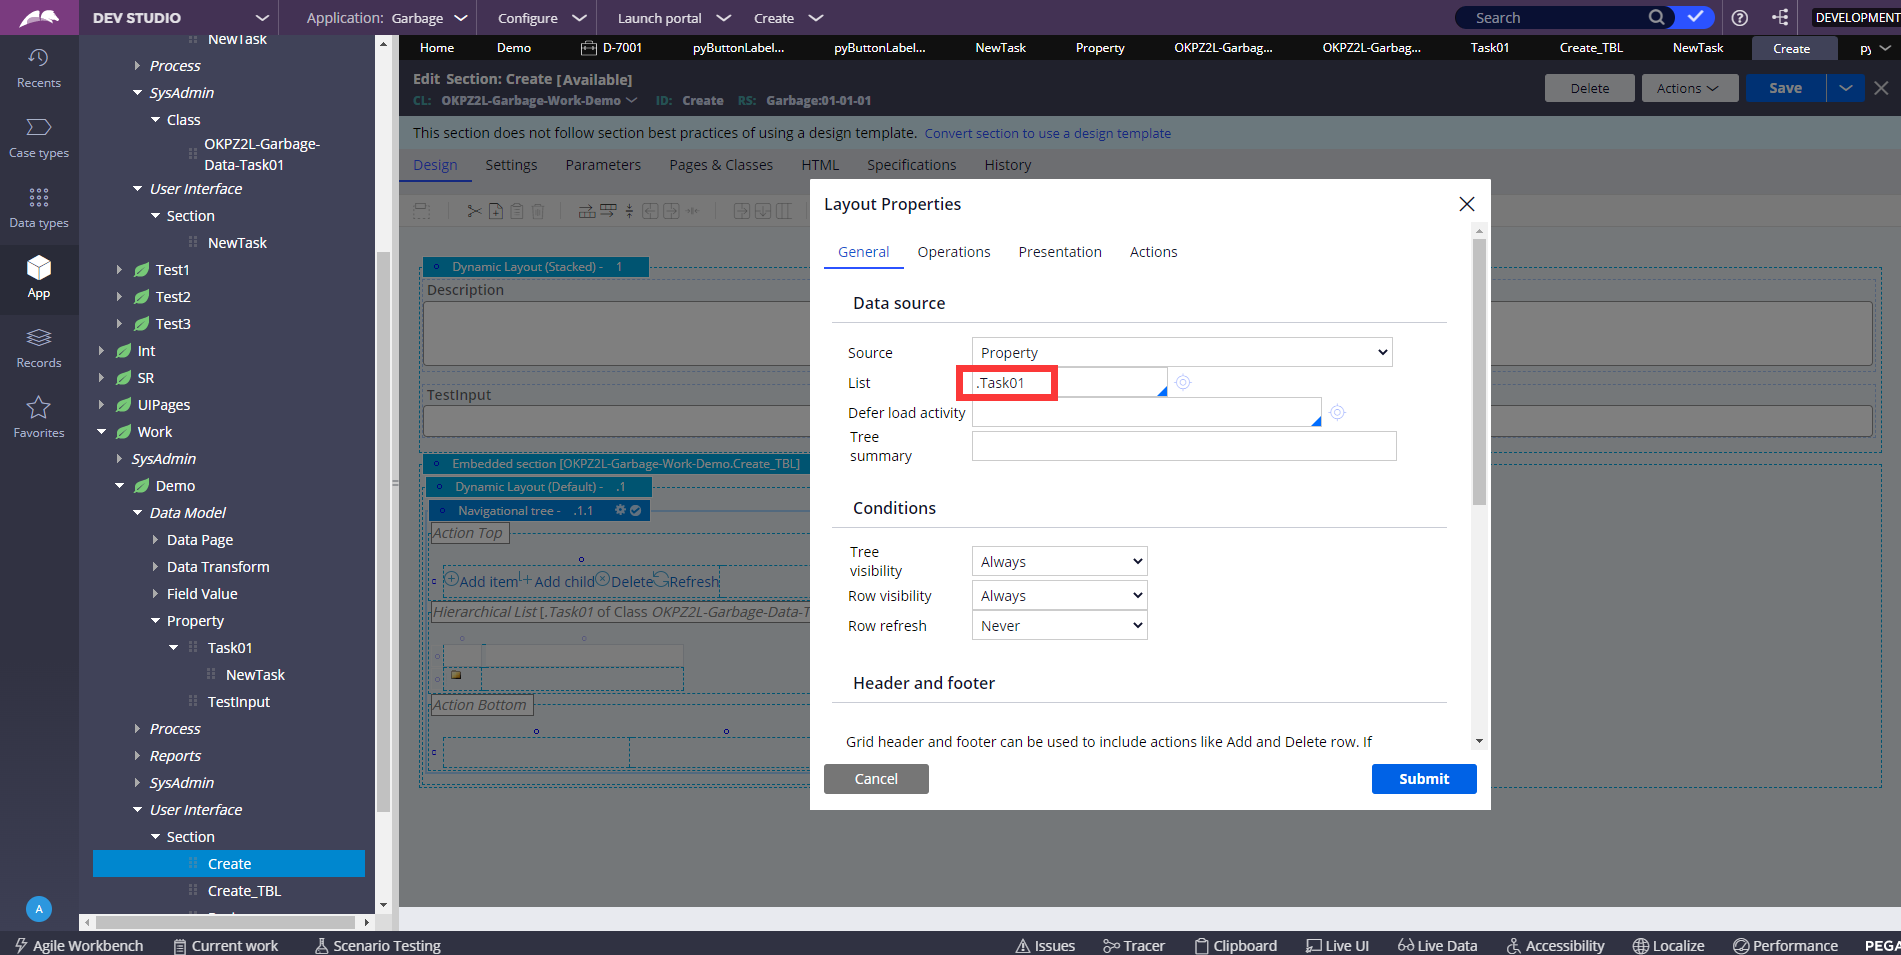 DEV STUDIO
Application: Garbage
Configure
Launch portal
Create
Search
DEVELOPMENT
Home
Demo
D-7001
pyButtonLabel...
pyButtonLabel...
NewTask
Property
OKPZ2L-Garbag...
OKPZ2L-Garbag...
Task01
Create_TBL
NewTask
Create
Recents
Case types
Data types
App
Records
Favorites
A
NewTask
Process
SysAdmin
Class
OKPZ2L-Garbage-
Data-Task01
User Interface
Section
NewTask
Test1
Test2
Test3
Int
SR
UIPages
Work
SysAdmin
Demo
Data Model
Data Page
Data Transform
Field Value
Property
Task01
NewTask
TestInput
Process
Reports
SysAdmin
User Interface
Section
Create
Create_TBL
Edit Section: Create [Available]
CL: OKPZ2L-Garbage-Work-Demo ID: Create RS: Garbage:01-01-01
Delete
Actions
Save
This section does not follow section best practices of using a design template. Convert section to use a design template
Design
Settings
Parameters
Pages & Classes
HTML
Specifications
History
Dynamic Layout (Stacked) - 1
Description
TestInput
Embedded section [OKPZ2L-Garbage-Work-Demo.Create_TBL]
Dynamic Layout (Default) - .1
Navigational tree - .1.1
Action Top
Add item Add child Delete Refresh
Hierarchical List [.Task01 of Class OKPZ2L-Garbage-Data-T
Action Bottom
Layout Properties
General
Operations
Presentation
Actions
Data source
Source Property
List .Task01
Defer load activity
Tree
summary
Conditions
Tree
visibility Always
Row visibility Always
Row refresh Never
Header and footer
Grid header and footer can be used to include actions like Add and Delete row. If
Cancel
Submit
Agile Workbench
Current work
Scenario Testing
Issues
Tracer
Clipboard
Live UI
Live Data
Accessibility
Localize
Performance